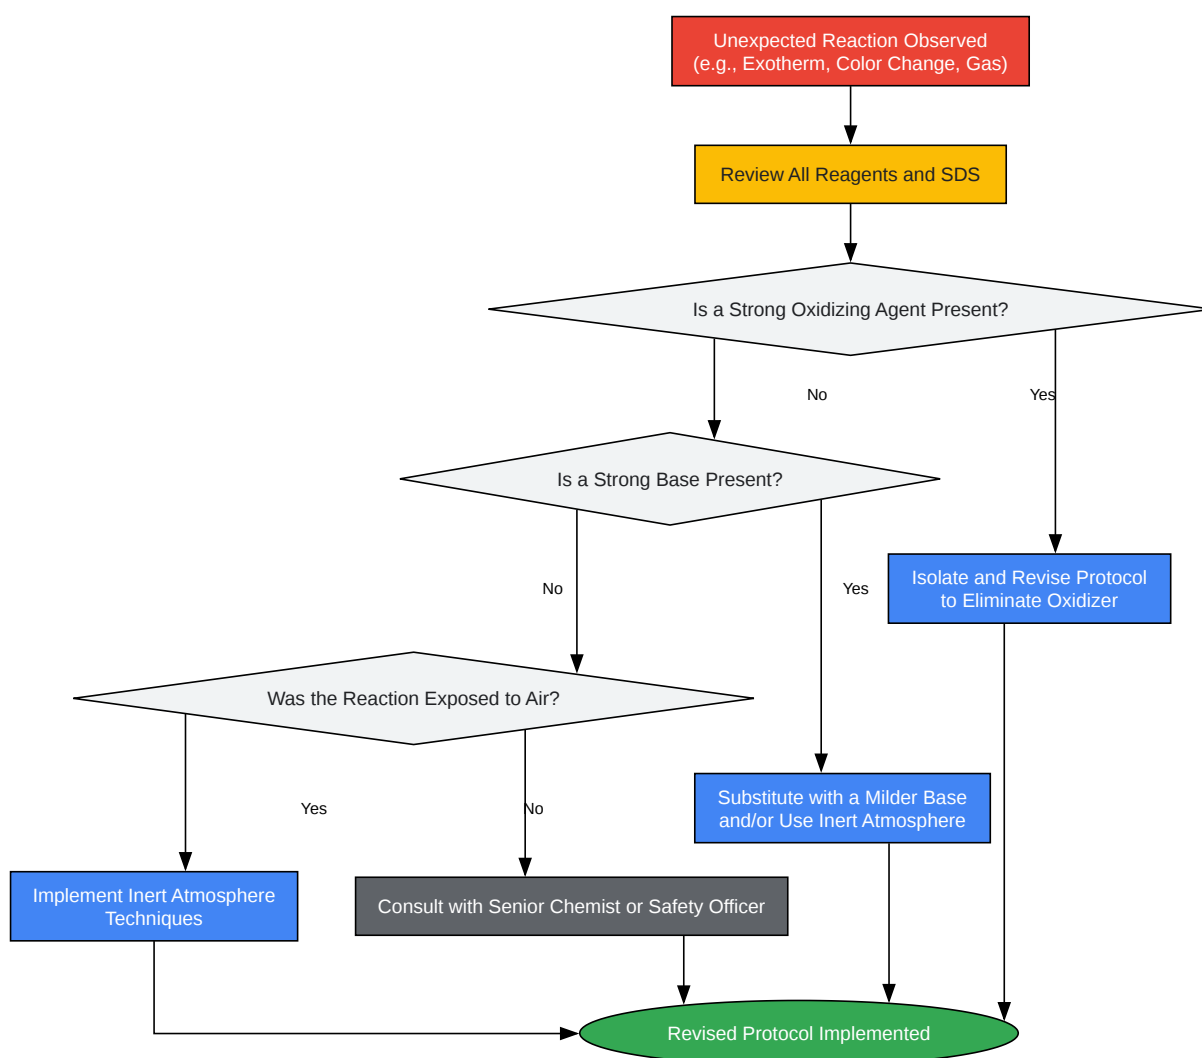 Unexpected Reaction Observed
(e.g., Exotherm, Color Change, Gas)
Review All Reagents and SDS
Is a Strong Oxidizing Agent Present?
No
Yes
Is a Strong Base Present?
Isolate and Revise Protocol
to Eliminate Oxidizer
No
Yes
Was the Reaction Exposed to Air?
Substitute with a Milder Base
and/or Use Inert Atmosphere
Yes
No
Implement Inert Atmosphere
Techniques
Consult with Senior Chemist or Safety Officer
Revised Protocol Implemented